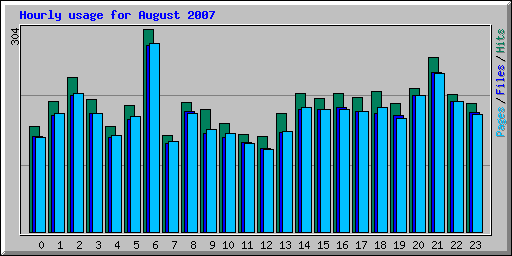 Hourly usage for August 2007
304
Pages / Files / Hits
0 1 2 3 4 5 6 7 8 9 10 11 12 13 14 15 16 17 18 19 20 21 22 23